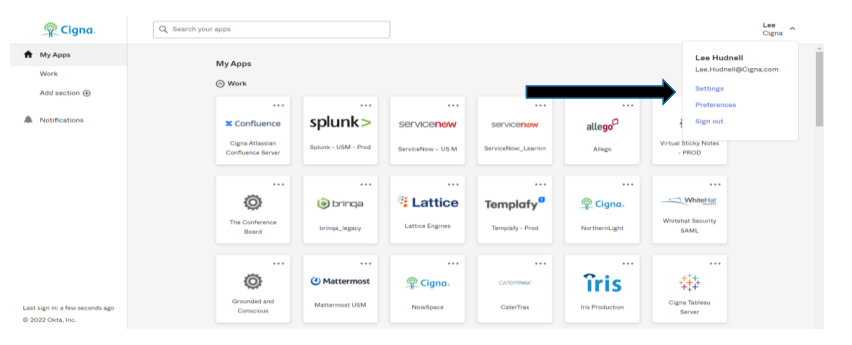 Cigna.
Search your apps
Lee
Cigna
My Apps
Work
Add section
Notifications
Last sign in: a few seconds ago
© 2022 Okta, Inc.
My Apps
Work
Lee Hudnell
Lee.Hudnell@Cigna.com
Settings
Preferences
Sign out
Confluence
Cigna Atlassian
Confluence Server
splunk>
Splunk - USM - Prod
servicenow
ServiceNow - US M
servicenow
ServiceNow_Learnin
allego
Allego
Virtual Sticky Notes
- PROD
The Conference
Board
brinqa
brinqa_legacy
Lattice
Lattice Engines
Templafy
Templafy - Prod
Cigna.
NorthernLight
WhiteHat
Whitehat Security
SAML
Grounded and
Conscious
Mattermost
Mattermost USM
Cigna.
NowSpace
CATERTRAX
CaterTrax
iris
Iris Production
Cigna Tableau
Server